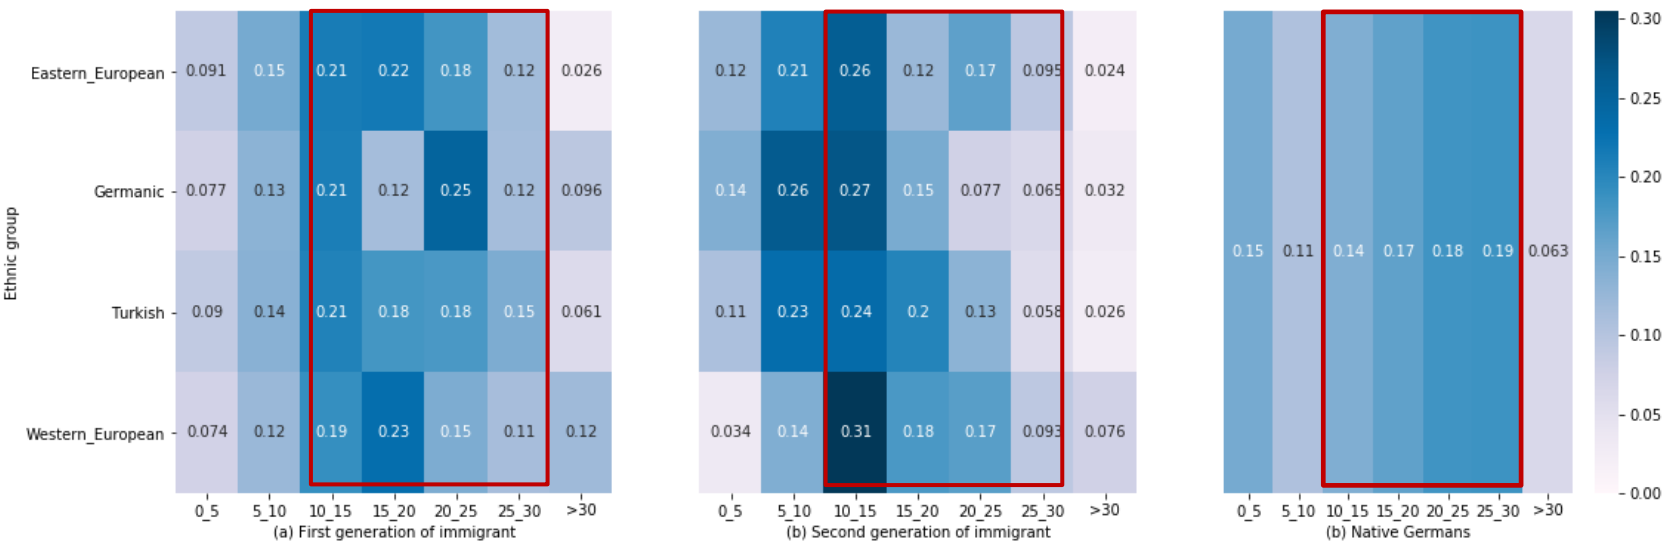 Ethnic group
Eastern_European 0.091 0.15 0.21 0.22 0.18 0.12 0.026 0.12 0.21 0.26 0.12 0.17 0.095 0.024
Germanic 0.077 0.13 0.21 0.12 0.25 0.12 0.096 0.14 0.26 0.27 0.15 0.077 0.065 0.032
0.15 0.11 0.14 0.17 0.18 0.19 0.063
Turkish 0.09 0.14 0.21 0.18 0.18 0.15 0.061 0.11 0.23 0.24 0.2 0.13 0.058 0.026
Western_European 0.074 0.12 0.19 0.23 0.15 0.11 0.12 0.034 0.14 0.31 0.18 0.17 0.093 0.076
0_5 5_10 10_15 15_20 20_25 25_30 >30 0_5 5_10 10_15 15_20 20_25 25_30 >30 0_5 5_10 10_15 15_20 20_25 25_30 >30
(a) First generation of immigrant (b) Second generation of immigrant (b) Native Germans
0.30
0.25
0.20
0.15
0.10
0.05
0.00